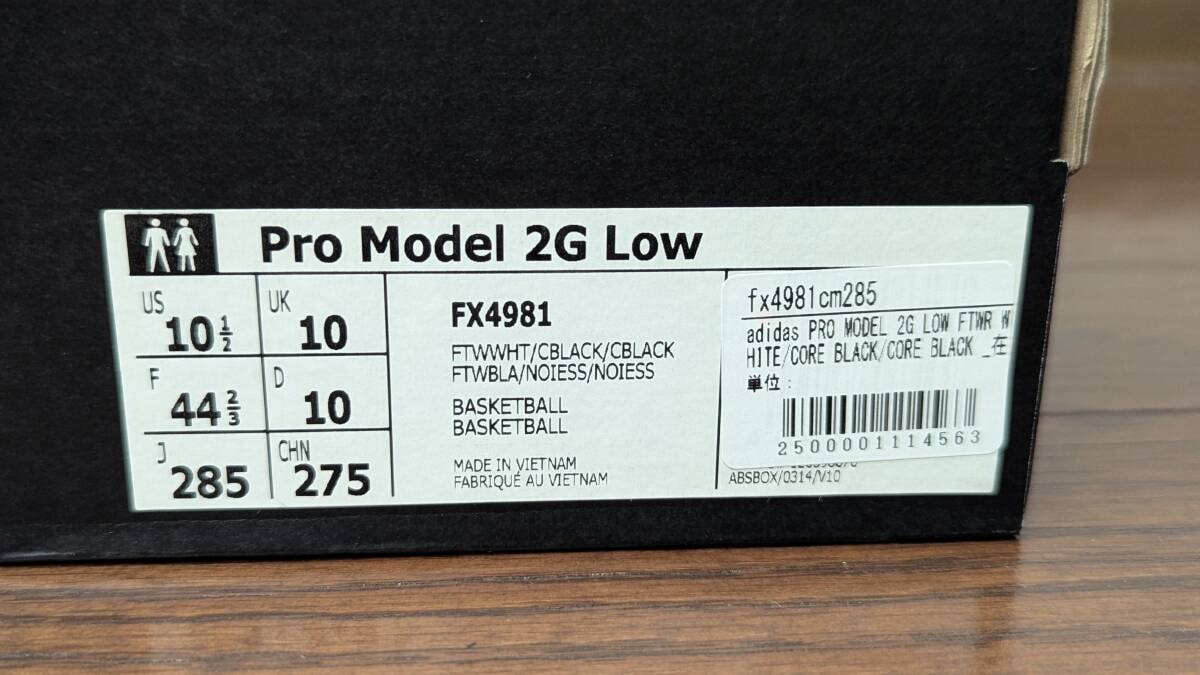 Pro Model 2G Low
US
10½
UK
10
F
44⅔
D
10
J
285
CHN
275
FX4981
FTWWHT/CBLACK/CBLACK
FTWBLA/NOIESS/NOIESS
BASKETBALL
BASKETBALL
MADE IN VIETNAM
FABRIQUÉ AU VIETNAM
fx4981cm285
adidas PRO MODEL 2G LOW FTWR W
HITE/CORE BLACK/CORE BLACK _在
単位:
2500001114563
ABSBOX/0314/V10